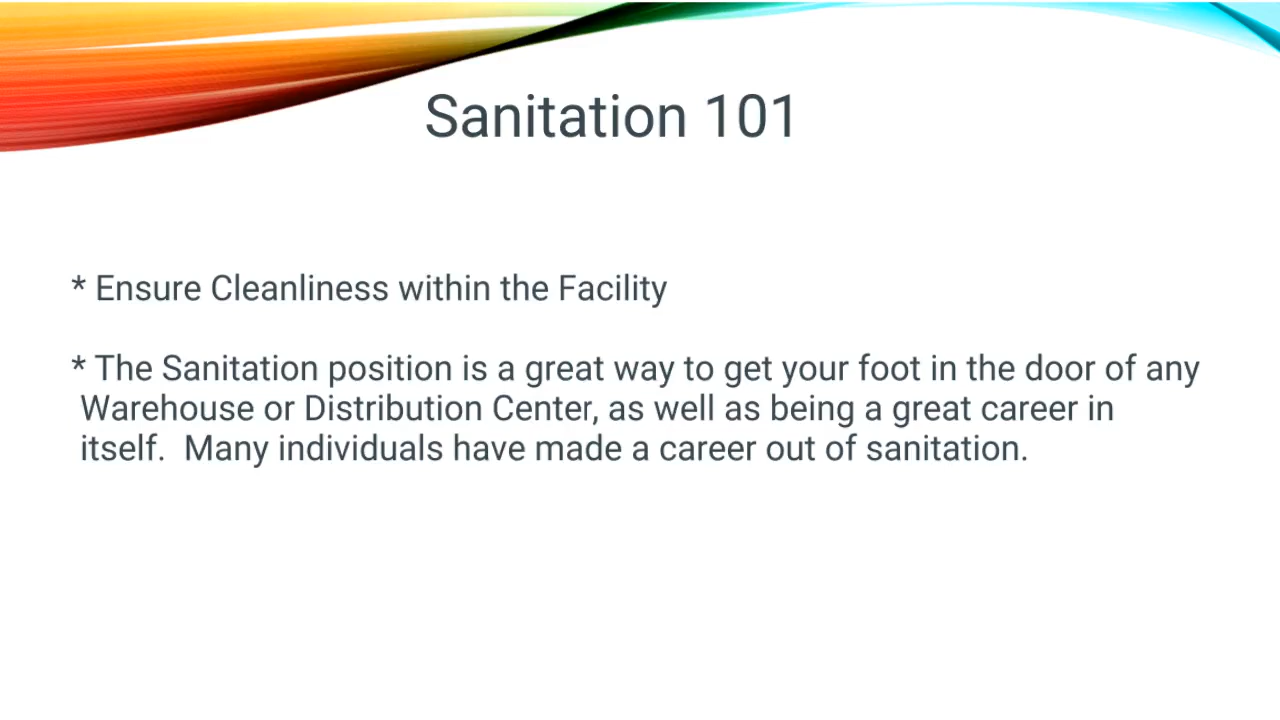 Sanitation 101
* Ensure Cleanliness within the Facility
* The Sanitation position is a great way to get your foot in the door of any
Warehouse or Distribution Center, as well as being a great career in
itself.  Many individuals have made a career out of sanitation.